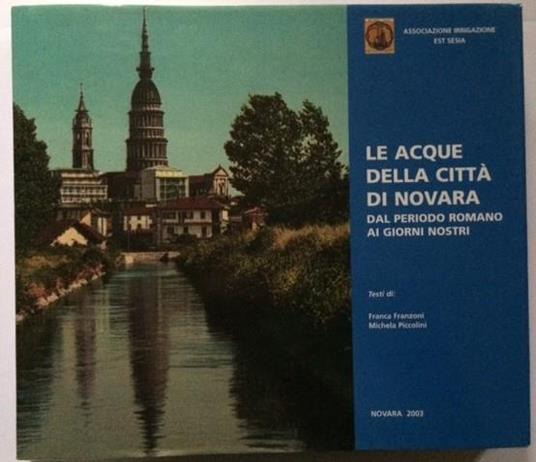 ASSOCIAZIONE IRRIGAZIONE
EST SESIA
LE ACQUE
DELLA CITTÀ
DI NOVARA
DAL PERIODO ROMANO
AI GIORNI NOSTRI
Testi di:
Franca Franzoni
Michela Piccolini
NOVARA 2003